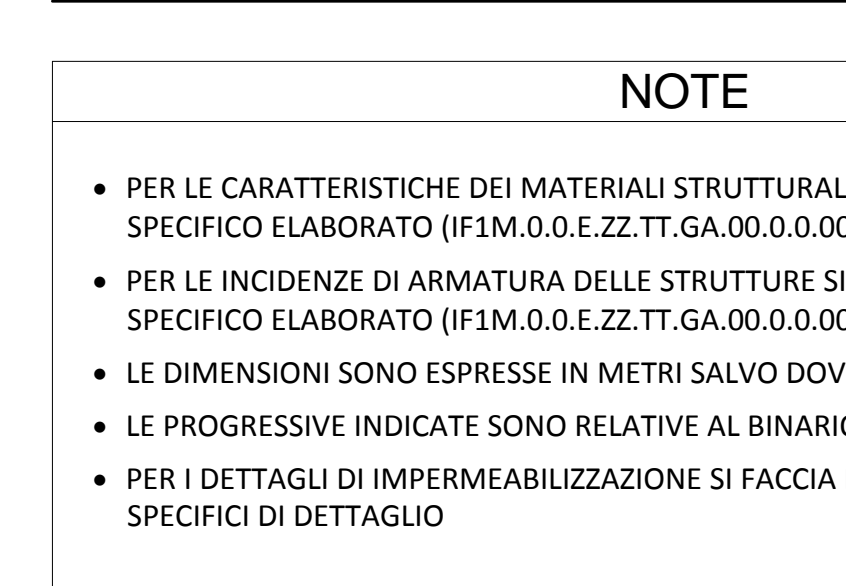 NOTE
• PER LE CARATTERISTICHE DEI MATERIALI STRUTTURAL
SPECIFICO ELABORATO (IF1M.0.0.E.ZZ.TT.GA.00.0.0.00
• PER LE INCIDENZE DI ARMATURA DELLE STRUTTURE SI
SPECIFICO ELABORATO (IF1M.0.0.E.ZZ.TT.GA.00.0.0.00
• LE DIMENSIONI SONO ESPRESSE IN METRI SALVO DOV
• LE PROGRESSIVE INDICATE SONO RELATIVE AL BINARIO
• PER I DETTAGLI DI IMPERMEABILIZZAZIONE SI FACCIA
SPECIFICI DI DETTAGLIO